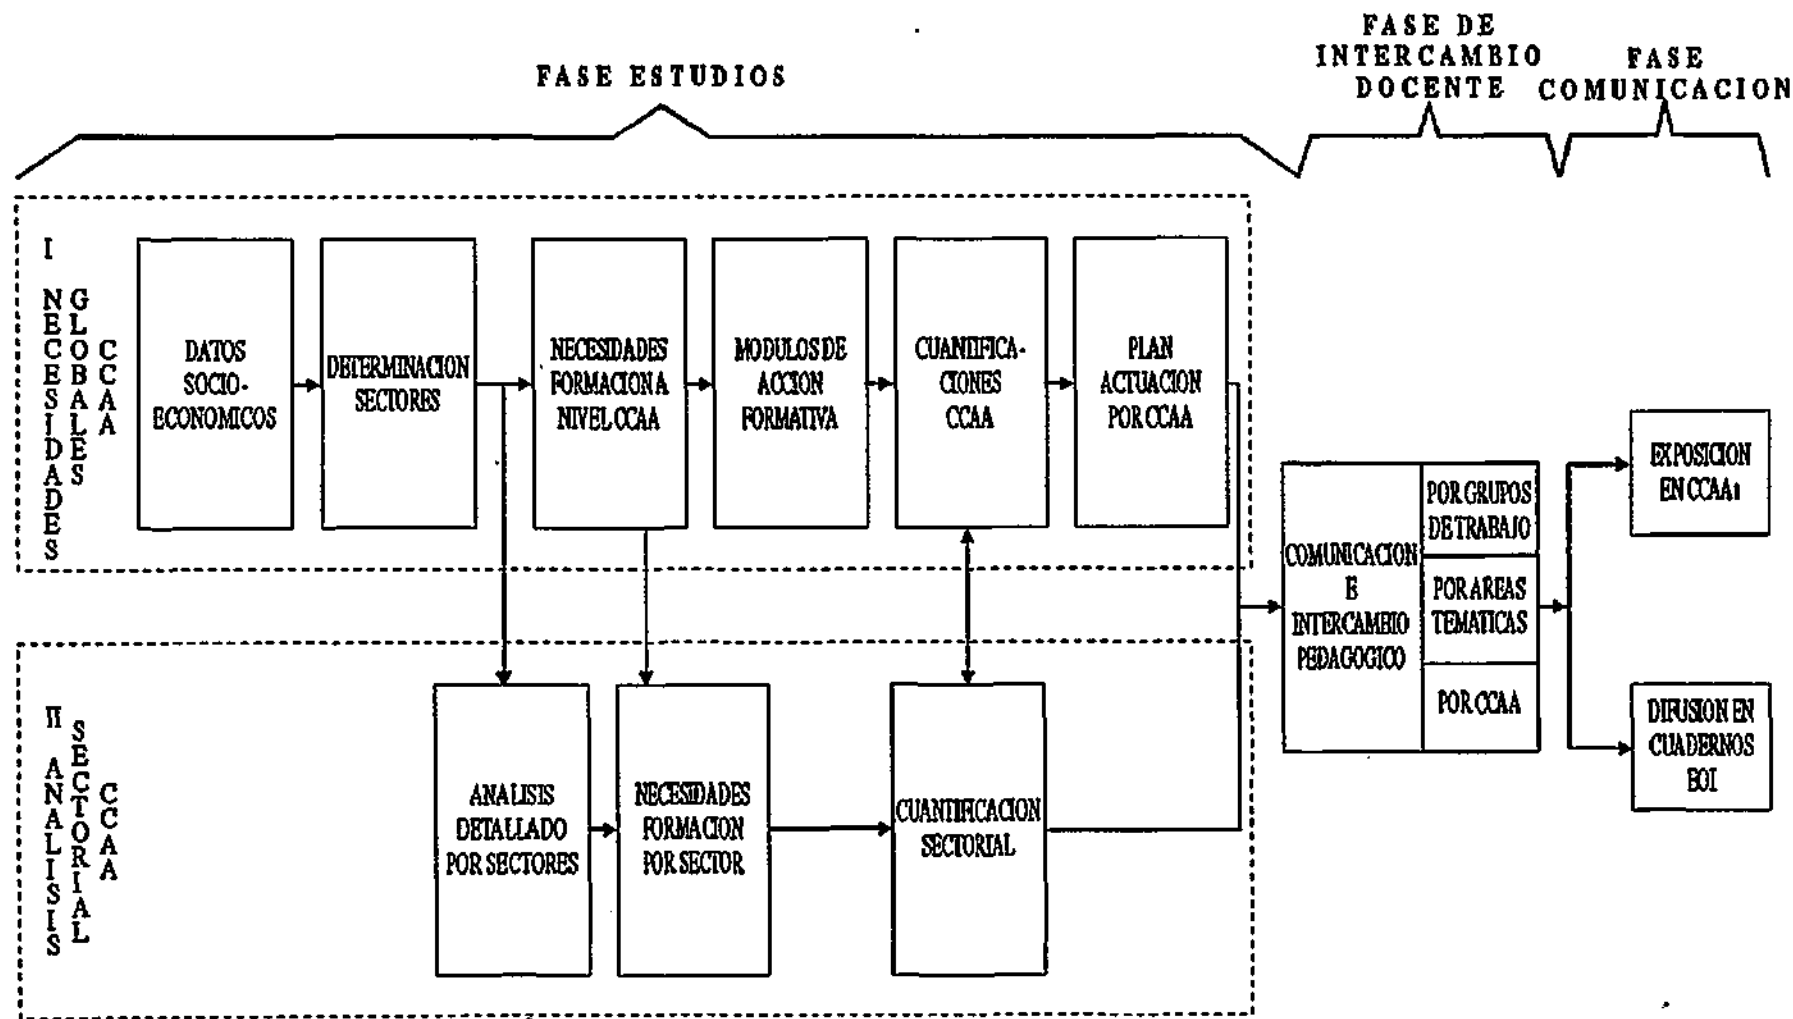 FASE ESTUDIOS
FASE DE
INTERCAMBIO
DOCENTE
FASE
COMUNICACION
I NECESIDADES
GLOBALES
CCAA
DATOS
SOCIO-
ECONOMICOS
DETERMINACION
SECTORES
NECESIDADES
FORMACION A
NIVEL CCAA
MODULOS DE
ACCION
FORMATIVA
CUANTIFICA-
CIONES
CCAA
PLAN
ACTUACION
POR CCAA
COMUNICACION
E
INTERCAMBIO
PEDAGOGICO
POR GRUPOS
DE TRABAJO
POR AREAS
TEMATICAS
POR CCAA
EXPOSICION
EN CCAAs
DIFUSION EN
CUADERNOS
EOI
II ANALISIS
SECTORIAL
CCAA
ANALISIS
DETALLADO
POR SECTORES
NECESIDADES
FORMACION
POR SECTOR
CUANTIFICACION
SECTORIAL